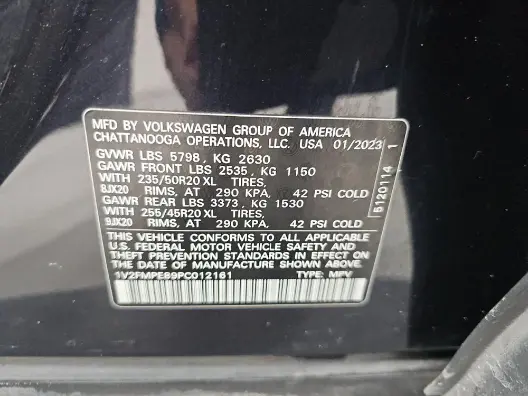 MFD BY VOLKSWAGEN GROUP OF AMERICA
CHATTANOOGA OPERATIONS, LLC. USA 01/2023
GVWR LBS 5798, KG 2630
GAWR FRONT LBS 2535, KG 1150
WITH 235/50R20 XL TIRES,
8JX20 RIMS, AT 290 KPA, 42 PSI COLD
GAWR REAR LBS 3373, KG 1530
WITH 255/45R20 XL TIRES,
9JX20 RIMS, AT 290 KPA, 42 PSI COLD
THIS VEHICLE CONFORMS TO ALL APPLICABLE
U.S. FEDERAL MOTOR VEHICLE SAFETY AND
THEFT PREVENTION STANDARDS IN EFFECT ON
THE DATE OF MANUFACTURE SHOWN ABOVE
1V2FMPE89PC012161 TYPE: MPV
5120114 1